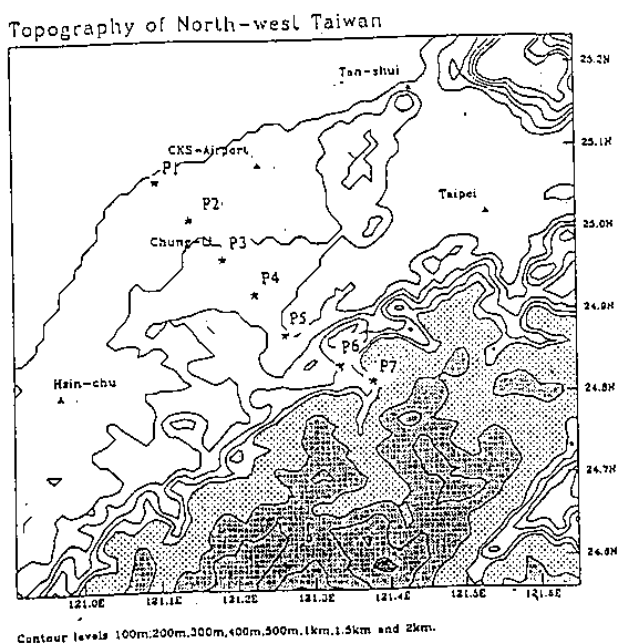 Topography of North-west Taiwan
Tan-shui
25.2N
CKS-Airport
25.1N
P1
Taipei
P2
25.0N
Chung-Li
P3
P4
24.9N
P5
P6
P7
Hsin-chu
24.8N
24.7N
24.6N
121.0E 121.1E 121.2E 121.3E 121.4E 121.5E 121.6E
Contour levels 100m,200m,300m,400m,500m,1km,1.5km and 2km.